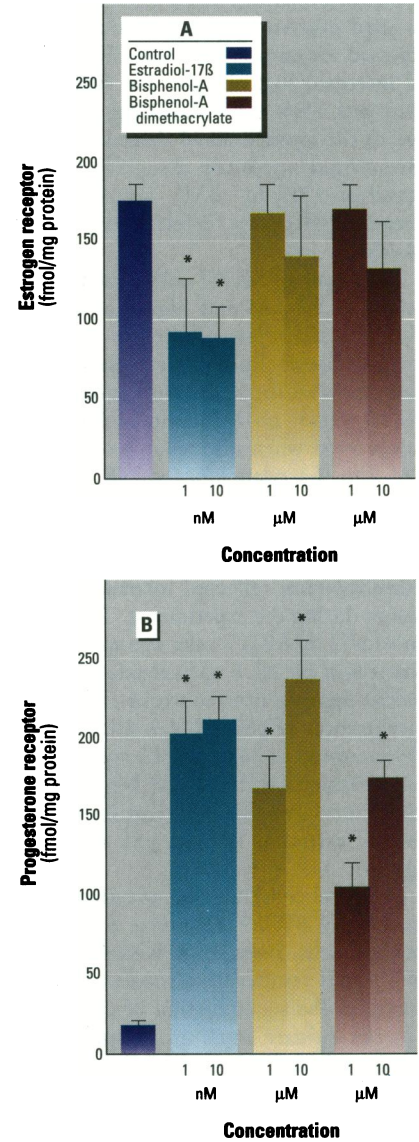 A
Control
Estradiol-17ß
Bisphenol-A
Bisphenol-A
dimethacrylate
Estrogen receptor
(fmol/mg protein)
250
200
150
100
50
0
* *
1 10 1 10 1 10
nM μM μM
Concentration
B
Progesterone receptor
(fmol/mg protein)
250
200
150
100
50
0
* * * * * *
1 10 1 10 1 10
nM μM μM
Concentration